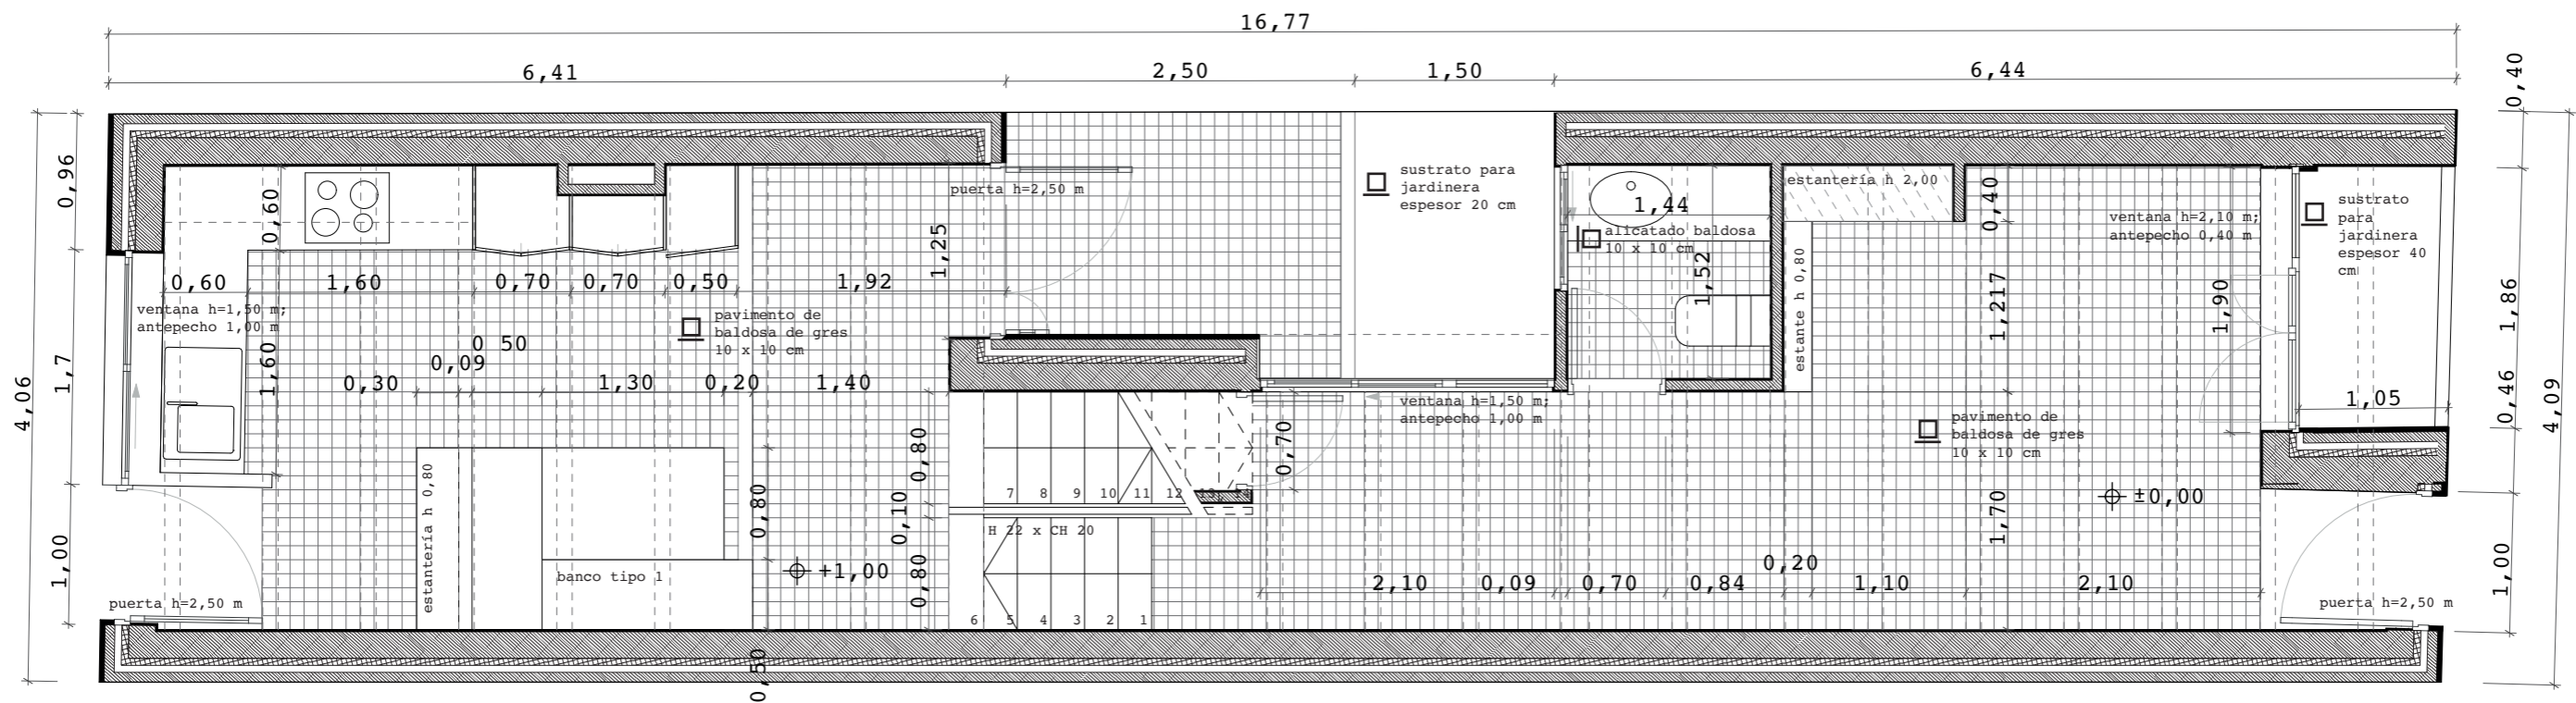 16,77
6,41
2,50
1,50
6,44
0,40
0,96
1,7
4,06
1,00
0,60
puerta h=2,50 m
sustrato para
jardinera
espesor 20 cm
1,44
alicatado baldosa
10 x 10 cm
1,52
estantería h 2,00
estante h 0,80
0,40
1,217
1,70
ventana h=2,10 m;
antepecho 0,40 m
1,90
sustrato
para
jardinera
espesor 40
cm
1,86
0,46
4,09
1,00
1,05
0,60
1,60
0,70
0,70
0,50
1,92
1,25
ventana h=1,50 m;
antepecho 1,00 m
1,60
pavimento de
baldosa de gres
10 x 10 cm
0 50
0,09
0,30
1,30
0,20
1,40
ventana h=1,50 m;
antepecho 1,00 m
0,70
pavimento de
baldosa de gres
10 x 10 cm
±0,00
0,80
0,10
0,80
7 8 9 10 11 12 13 14
H 22 x CH 20
6 5 4 3 2 1
estantería h 0,80
banco tipo 1
0,80
+1,00
0,50
puerta h=2,50 m
2,10
0,09
0,70
0,84
0,20
1,10
2,10
puerta h=2,50 m